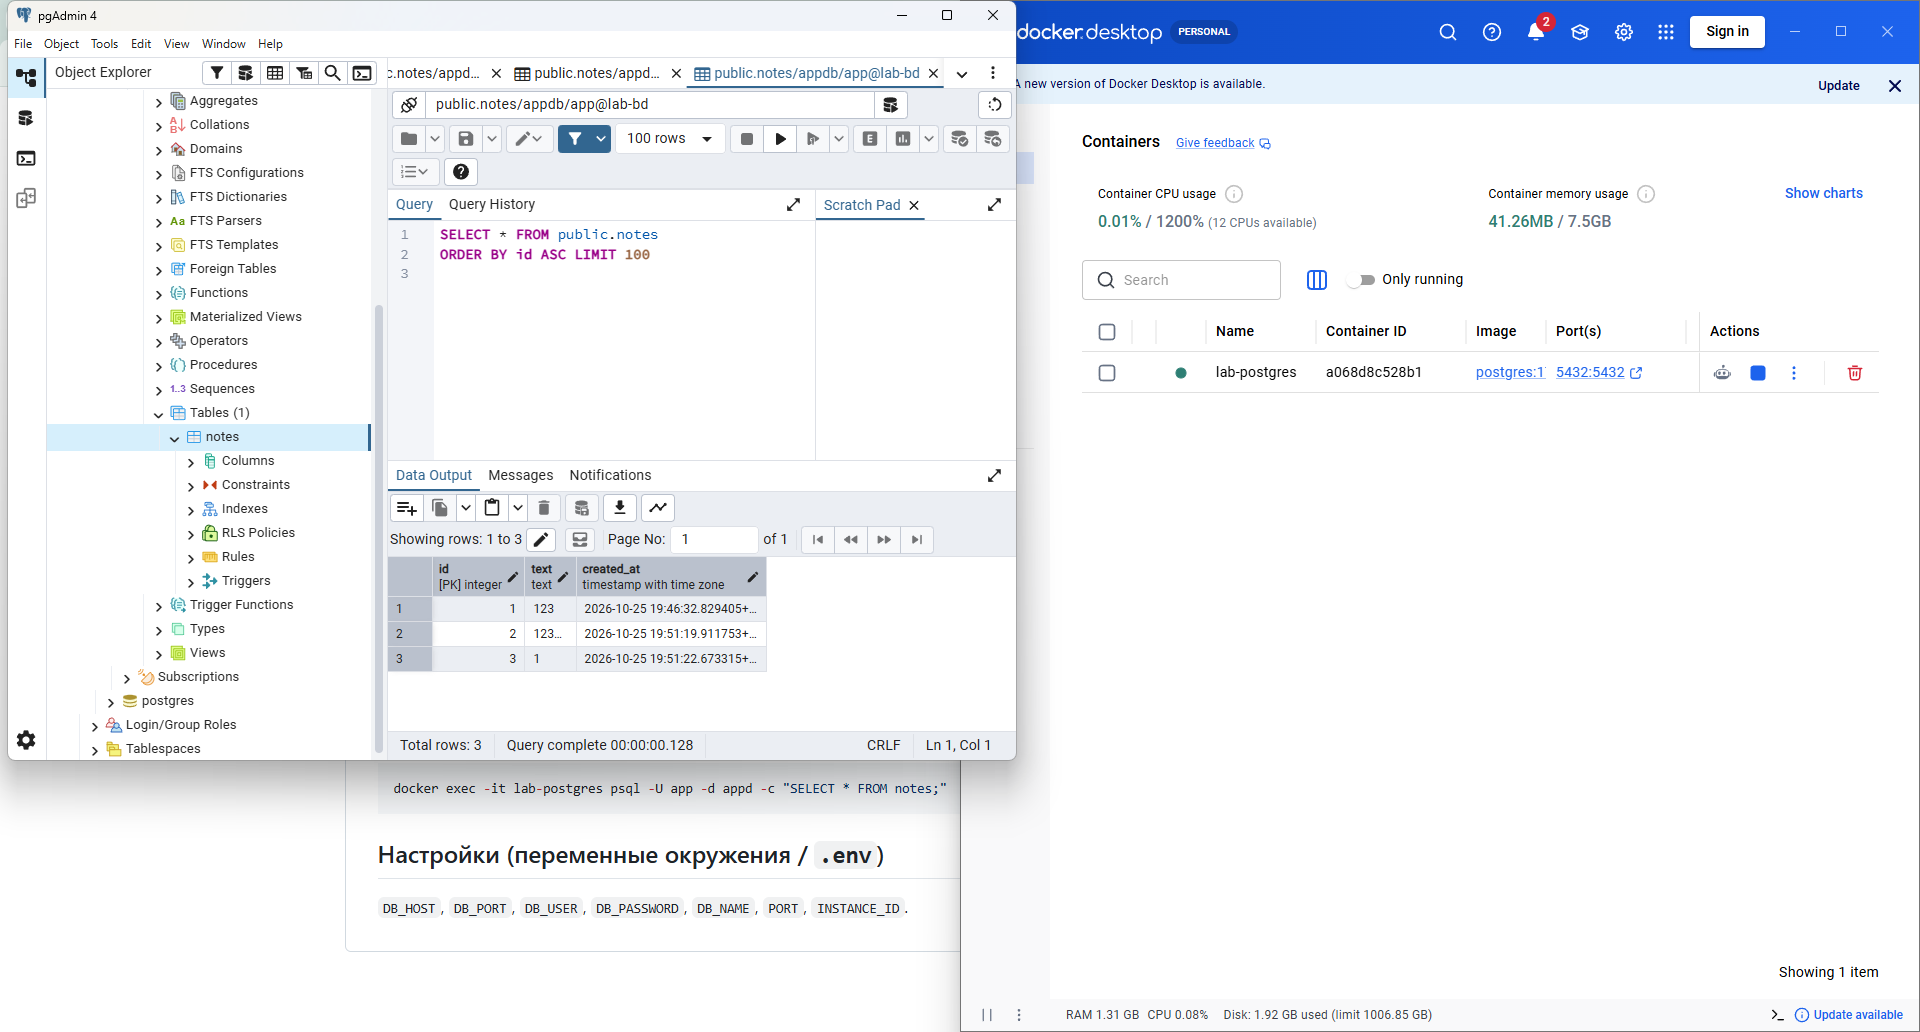 pgAdmin 4
File Object Tools Edit View Window Help
Object Explorer
Aggregates
Collations
Domains
FTS Configurations
FTS Dictionaries
FTS Parsers
FTS Templates
Foreign Tables
Functions
Materialized Views
Operators
Procedures
1..3 Sequences
Tables (1)
notes
Columns
Constraints
Indexes
RLS Policies
Rules
Triggers
Trigger Functions
Types
Views
Subscriptions
postgres
Login/Group Roles
Tablespaces
c.notes/appd... public.notes/appd... public.notes/appdb/app@lab-bd
public.notes/appdb/app@lab-bd
100 rows
Query Query History
Scratch Pad
1 SELECT * FROM public.notes
2 ORDER BY id ASC LIMIT 100
3
Data Output Messages Notifications
Showing rows: 1 to 3 Page No: 1 of 1
id text created_at
[PK] integer text timestamp with time zone
1 1 123 2026-10-25 19:46:32.829405+...
2 2 123... 2026-10-25 19:51:19.911753+...
3 3 1 2026-10-25 19:51:22.673315+...
Total rows: 3 Query complete 00:00:00.128 CRLF Ln 1, Col 1
docker exec -it lab-postgres psql -U app -d appd -c "SELECT * FROM notes;"
Настройки (переменные окружения / .env)
DB_HOST, DB_PORT, DB_USER, DB_PASSWORD, DB_NAME, PORT, INSTANCE_ID.
docker.desktop PERSONAL 2 Sign in
A new version of Docker Desktop is available. Update
Containers Give feedback
Container CPU usage Container memory usage Show charts
0.01% / 1200% (12 CPUs available) 41.26MB / 7.5GB
Search Only running
Name Container ID Image Port(s) Actions
lab-postgres a068d8c528b1 postgres:1 5432:5432
Showing 1 item
RAM 1.31 GB CPU 0.08% Disk: 1.92 GB used (limit 1006.85 GB) Update available